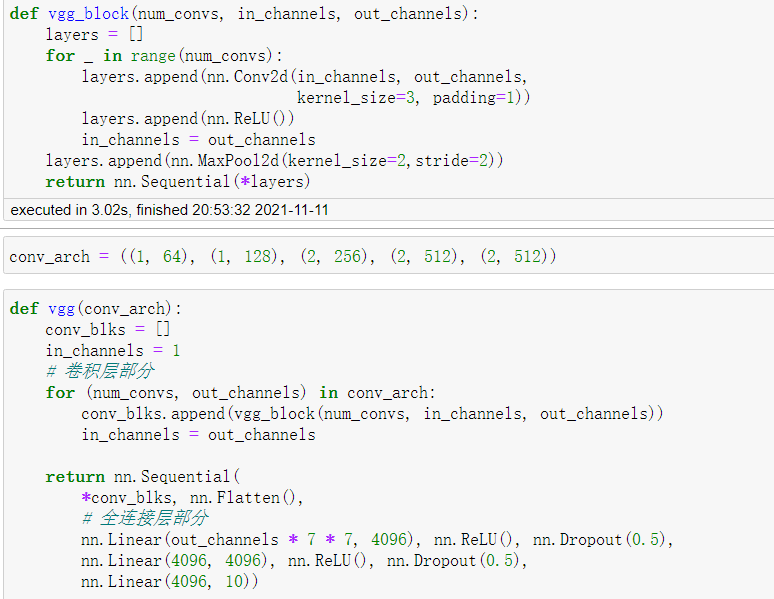 def vgg_block(num_convs, in_channels, out_channels):
    layers = []
    for _ in range(num_convs):
        layers.append(nn.Conv2d(in_channels, out_channels,
                                kernel_size=3, padding=1))
        layers.append(nn.ReLU())
        in_channels = out_channels
    layers.append(nn.MaxPool2d(kernel_size=2,stride=2))
    return nn.Sequential(*layers)
executed in 3.02s, finished 20:53:32 2021-11-11
conv_arch = ((1, 64), (1, 128), (2, 256), (2, 512), (2, 512))
def vgg(conv_arch):
    conv_blks = []
    in_channels = 1
    # 卷积层部分
    for (num_convs, out_channels) in conv_arch:
        conv_blks.append(vgg_block(num_convs, in_channels, out_channels))
        in_channels = out_channels
    return nn.Sequential(
        *conv_blks, nn.Flatten(),
        # 全连接层部分
        nn.Linear(out_channels * 7 * 7, 4096), nn.ReLU(), nn.Dropout(0.5),
        nn.Linear(4096, 4096), nn.ReLU(), nn.Dropout(0.5),
        nn.Linear(4096, 10))